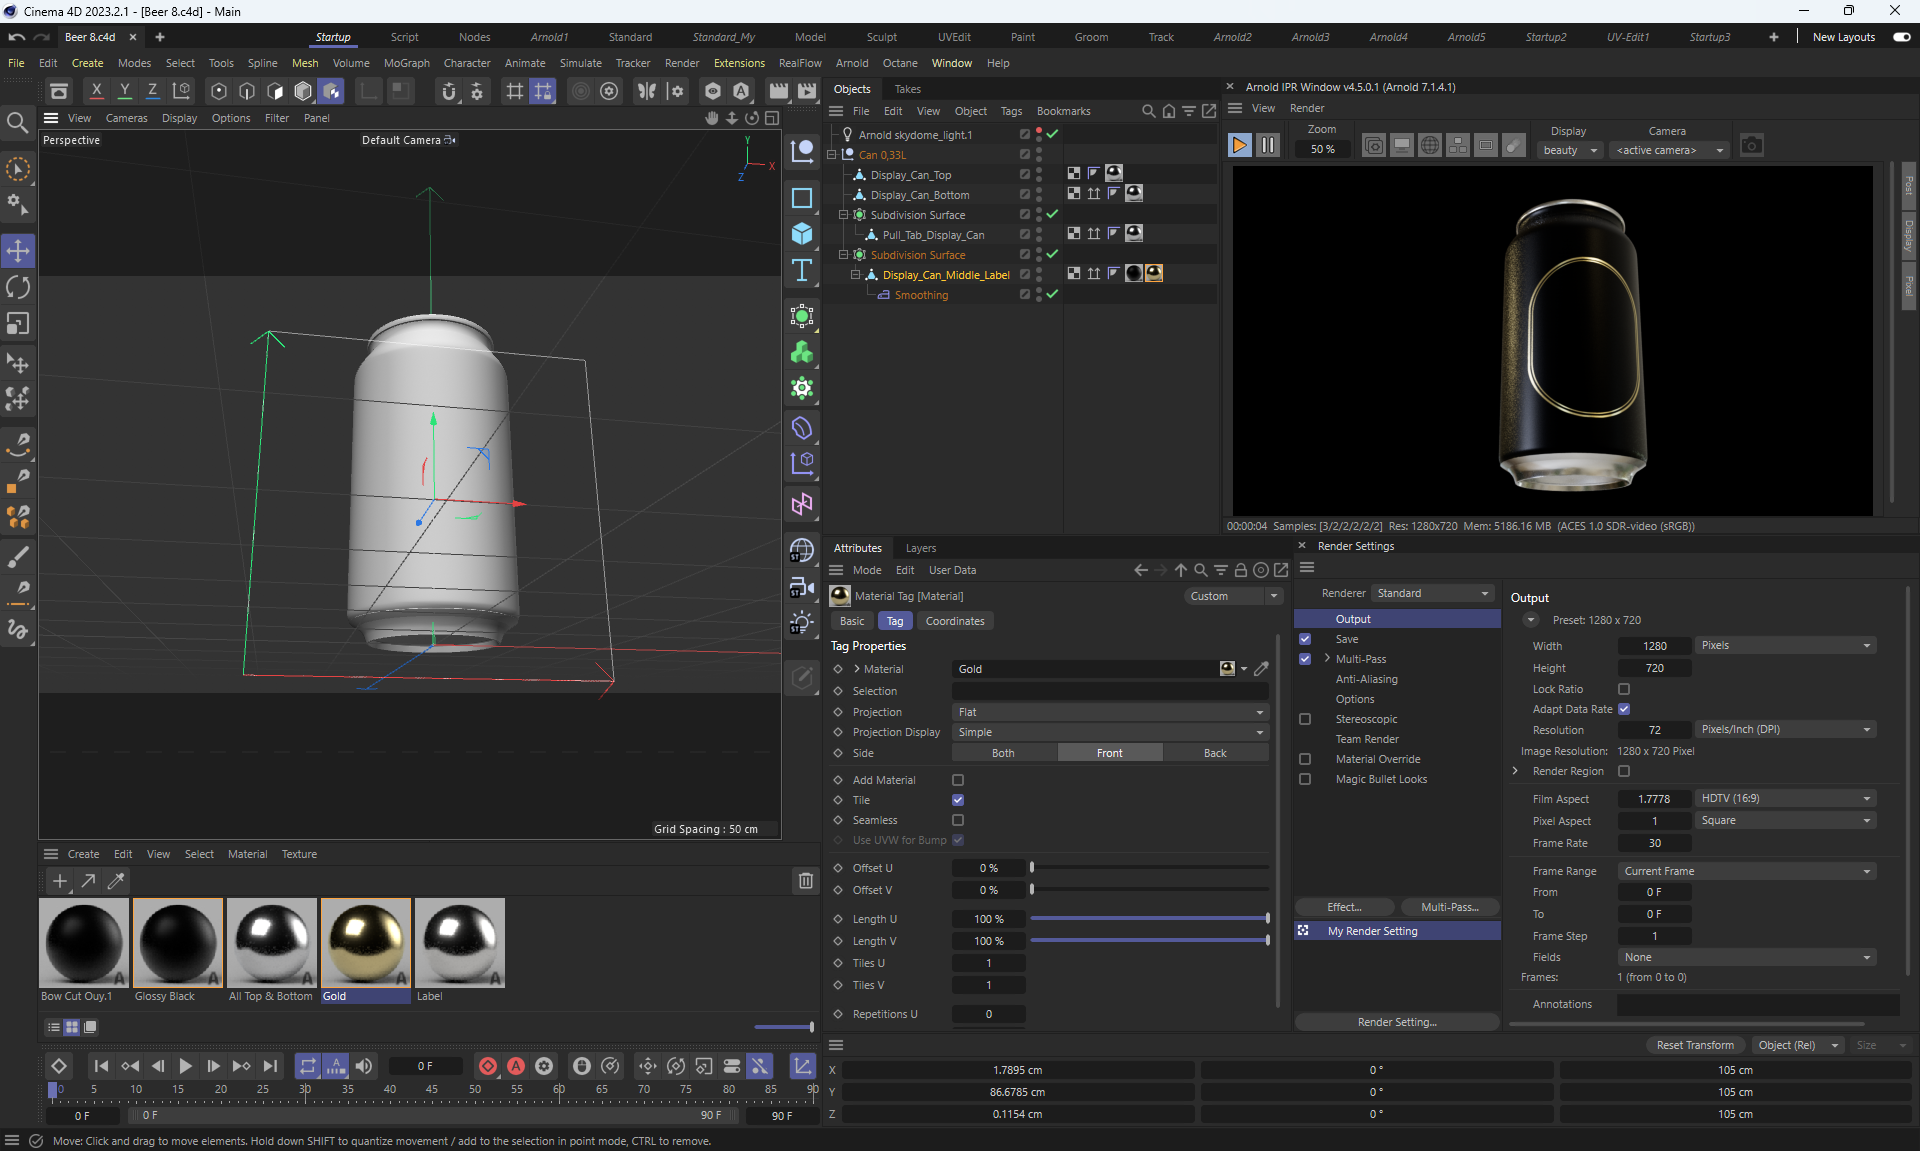 Cinema 4D 2023.2.1 - [Beer 8.c4d] - Main
Beer 8.c4d
Startup Script Nodes Arnold1 Standard Standard_My Model Sculpt UVEdit Paint Groom Track Arnold2 Arnold3 Arnold4 Arnold5 Startup2 UV-Edit1 Startup3 New Layouts
File Edit Create Modes Select Tools Spline Mesh Volume MoGraph Character Animate Simulate Tracker Render Extensions RealFlow Arnold Octane Window Help
X Y Z
View Cameras Display Options Filter Panel
Perspective
Default Camera
Y
X
Z
Grid Spacing : 50 cm
Objects Takes
File Edit View Object Tags Bookmarks
Arnold skydome_light.1
Can 0,33L
Display_Can_Top
Display_Can_Bottom
Subdivision Surface
Pull_Tab_Display_Can
Subdivision Surface
Display_Can_Middle_Label
Smoothing
Arnold IPR Window v4.5.0.1 (Arnold 7.1.4.1)
View Render
Zoom
50 %
Display
beauty
Camera
<active camera>
Post
Display
Pixel
00:00:04 Samples: [3/2/2/2/2/2] Res: 1280x720 Mem: 5186.16 MB (ACES 1.0 SDR-video (sRGB))
Attributes Layers
Mode Edit User Data
Material Tag [Material]
Custom
Basic Tag Coordinates
Tag Properties
Material Gold
Selection
Projection Flat
Projection Display Simple
Side Both Front Back
Add Material
Tile
Seamless
Use UVW for Bump
Offset U 0 %
Offset V 0 %
Length U 100 %
Length V 100 %
Tiles U 1
Tiles V 1
Repetitions U 0
Render Settings
Renderer Standard
Output
Save
Multi-Pass
Anti-Aliasing
Options
Stereoscopic
Team Render
Material Override
Magic Bullet Looks
Effect... Multi-Pass...
My Render Setting
Render Setting...
Output
Preset: 1280 x 720
Width 1280 Pixels
Height 720
Lock Ratio
Adapt Data Rate
Resolution 72 Pixels/Inch (DPI)
Image Resolution: 1280 x 720 Pixel
Render Region
Film Aspect 1.7778 HDTV (16:9)
Pixel Aspect 1 Square
Frame Rate 30
Frame Range Current Frame
From 0 F
To 0 F
Frame Step 1
Fields None
Frames: 1 (from 0 to 0)
Annotations
Create Edit View Select Material Texture
Bow Cut Ouy.1 Glossy Black All Top & Bottom Gold Label
0 F
0 5 10 15 20 25 30 35 40 45 50 55 60 65 70 75 80 85 90
0 F 0 F 90 F 90 F
Reset Transform Object (Rel) Size
X 1.7895 cm 0 ° 105 cm
Y 86.6785 cm 0 ° 105 cm
Z 0.1154 cm 0 ° 105 cm
Move: Click and drag to move elements. Hold down SHIFT to quantize movement / add to the selection in point mode, CTRL to remove.